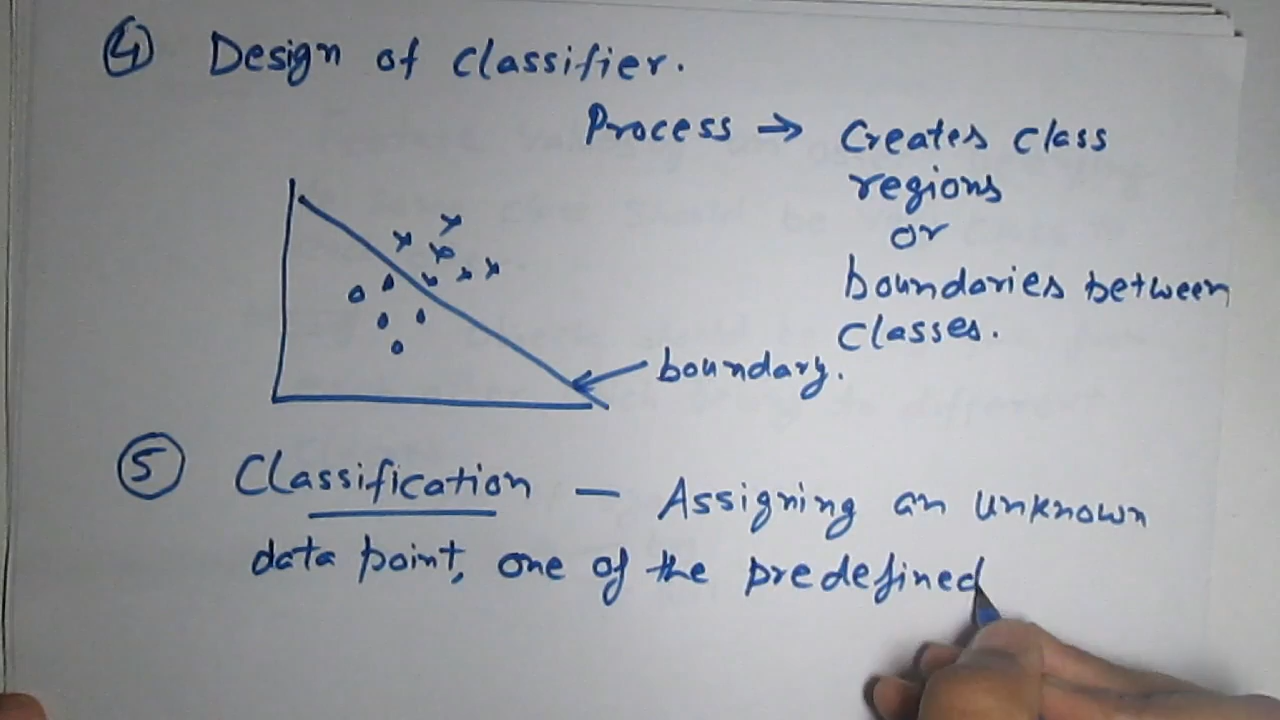 ④ Design of classifier.
Process → Creates class
regions
or
boundaries between
classes.
boundary.
⑤ Classification — Assigning an unknown
data point, one of the predefined